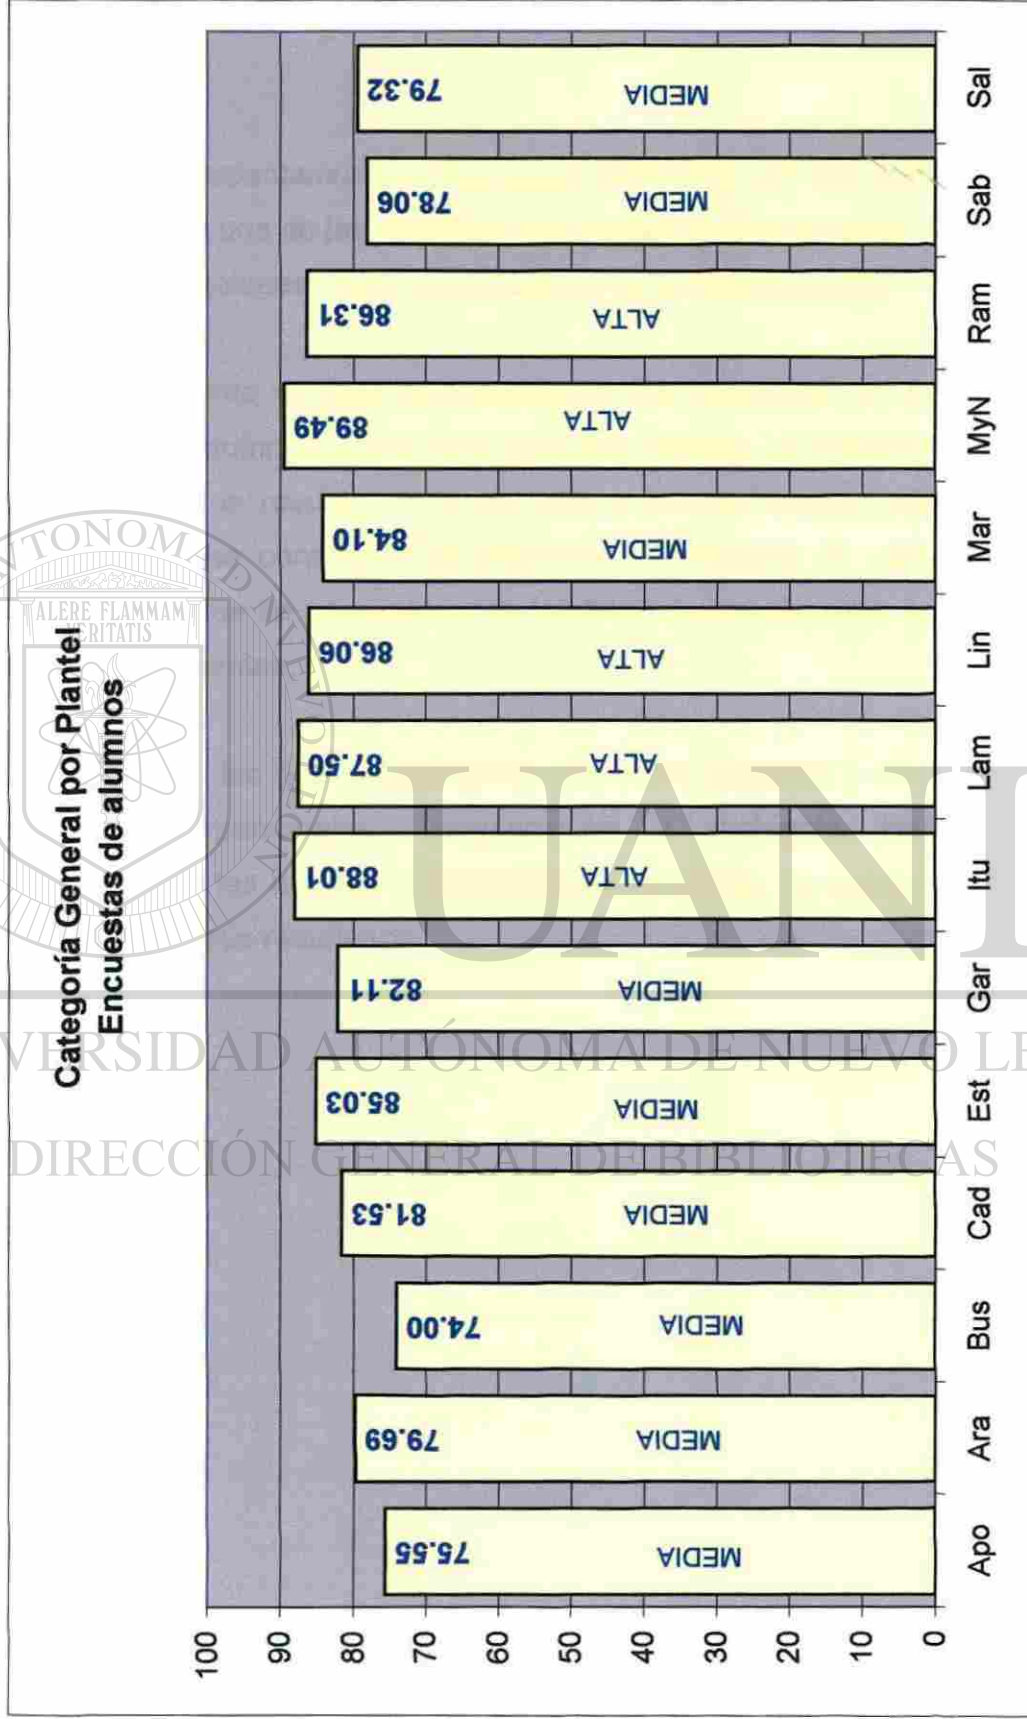 Categoría General por Plantel
Encuestas de alumnos
100
90
80
70
60
50
40
30
20
10
0
75.55
MEDIA
Apo
79.69
MEDIA
Ara
74.00
MEDIA
Bus
81.53
MEDIA
Cad
85.03
MEDIA
Est
82.11
MEDIA
Gar
88.01
ALTA
Itu
87.50
ALTA
Lam
86.06
ALTA
Lin
84.10
MEDIA
Mar
89.49
ALTA
MyN
86.31
ALTA
Ram
78.06
MEDIA
Sab
79.32
MEDIA
Sal
ALERE FLAMMAM
VERITATIS
UANL
VERSIDAD AUTÓNOMA DE NUEVO LE
DIRECCIÓN GENERAL DE BIBLIOTECAS